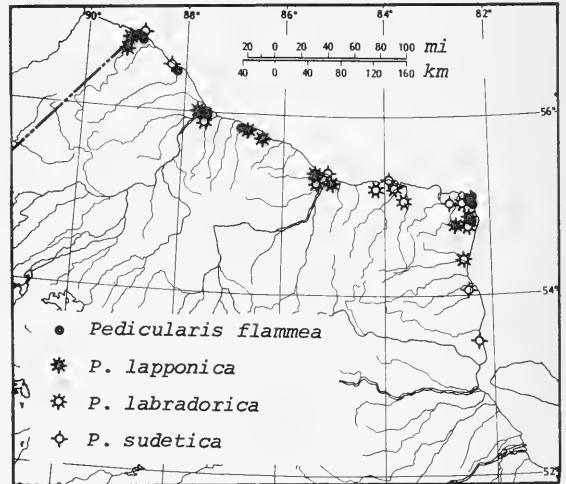 90° 88° 86° 84° 82°
20 0 20 40 60 80 100 mi
40 0 40 80 120 160 km
56°
54°
Pedicularis flammea
P. lapponica
P. labradorica
P. sudetica
52°